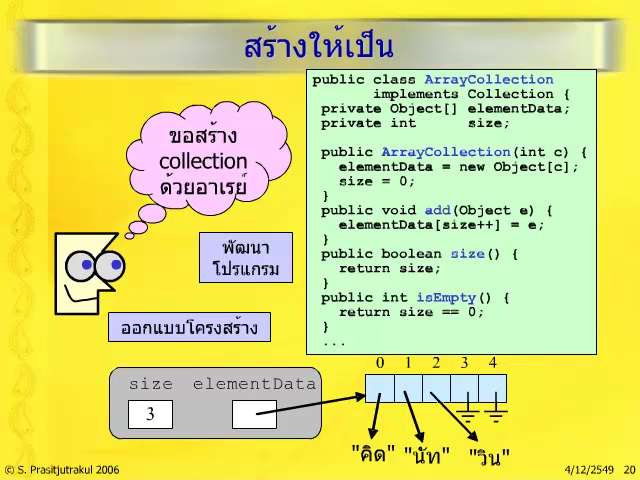 สร้างให้เป็น
public class ArrayCollection
implements Collection {
private Object[] elementData;
private int size;
public ArrayCollection(int c) {
elementData = new Object[c];
size = 0;
}
public void add(Object e) {
elementData[size++] = e;
}
public boolean size() {
return size;
}
public int isEmpty() {
return size == 0;
}
...
ขอสร้าง
collection
ด้วยอาเรย์
พัฒนา
โปรแกรม
ออกแบบโครงสร้าง
size elementData
3
0 1 2 3 4
"คิด" "นัท" "วิน"
© S. Prasitjutrakul 2006
4/12/2549 20